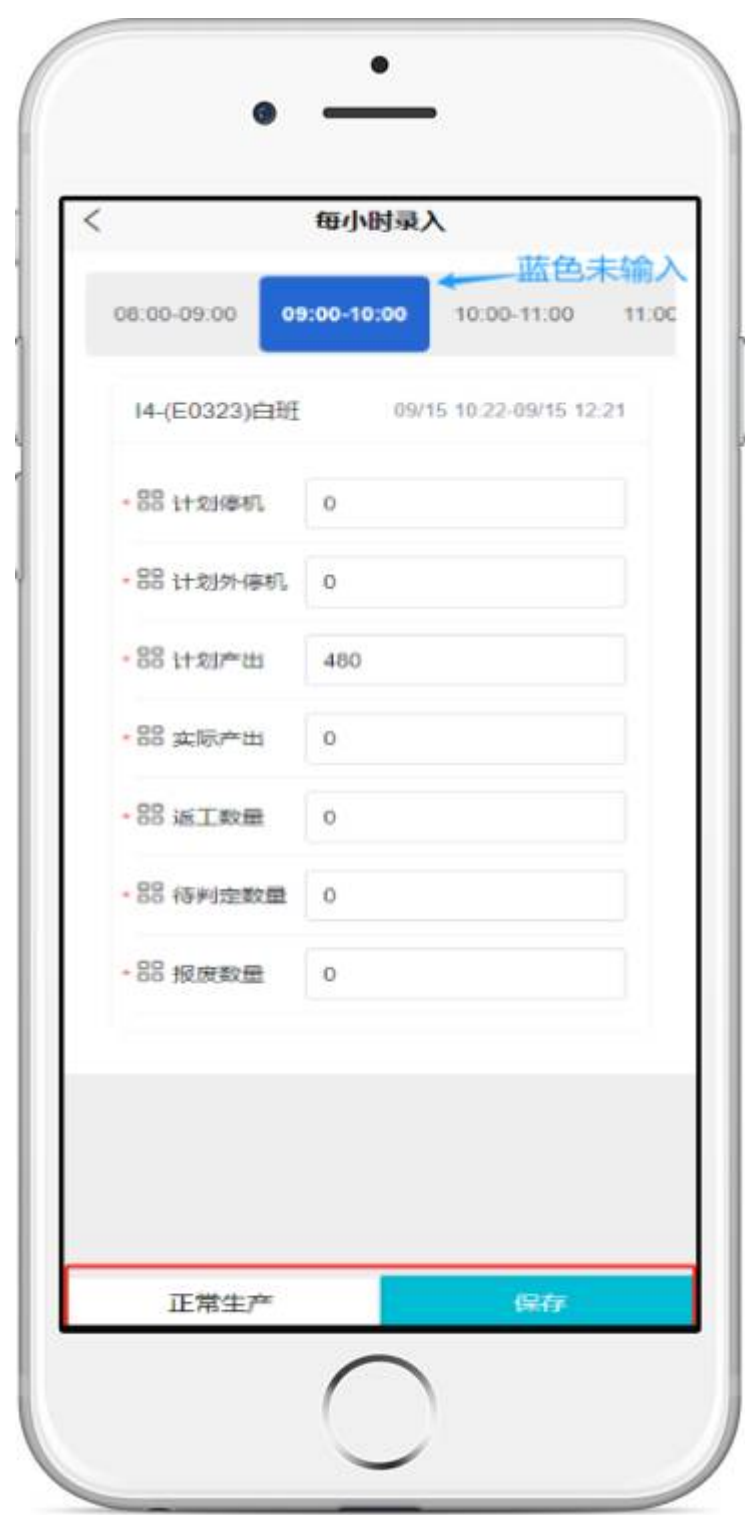 <
每小时录入
蓝色未输入
08:00-09:00 09:00-10:00 10:00-11:00 11:00
I4-(E0323)白班 09/15 10:22-09/15 12:21
* 计划停机 0
* 计划外停机 0
* 计划产出 480
* 实际产出 0
* 返工数量 0
* 待判定数量 0
* 报废数量 0
正常生产 保存